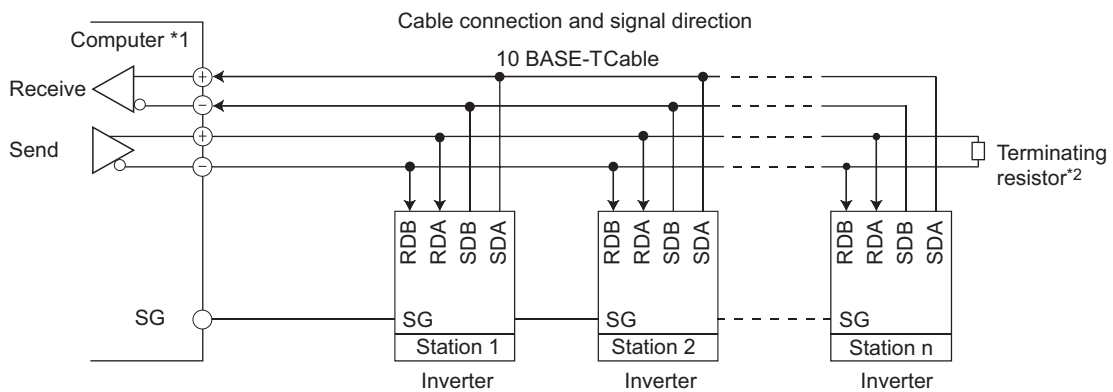 Cable connection and signal direction
Computer *1
10 BASE-TCable
Receive
+
−
Send
+
−
Terminating
resistor*2
RDB
RDA
SDB
SDA
RDB
RDA
SDB
SDA
RDB
RDA
SDB
SDA
SG
SG
SG
SG
Station 1
Station 2
Station n
Inverter
Inverter
Inverter